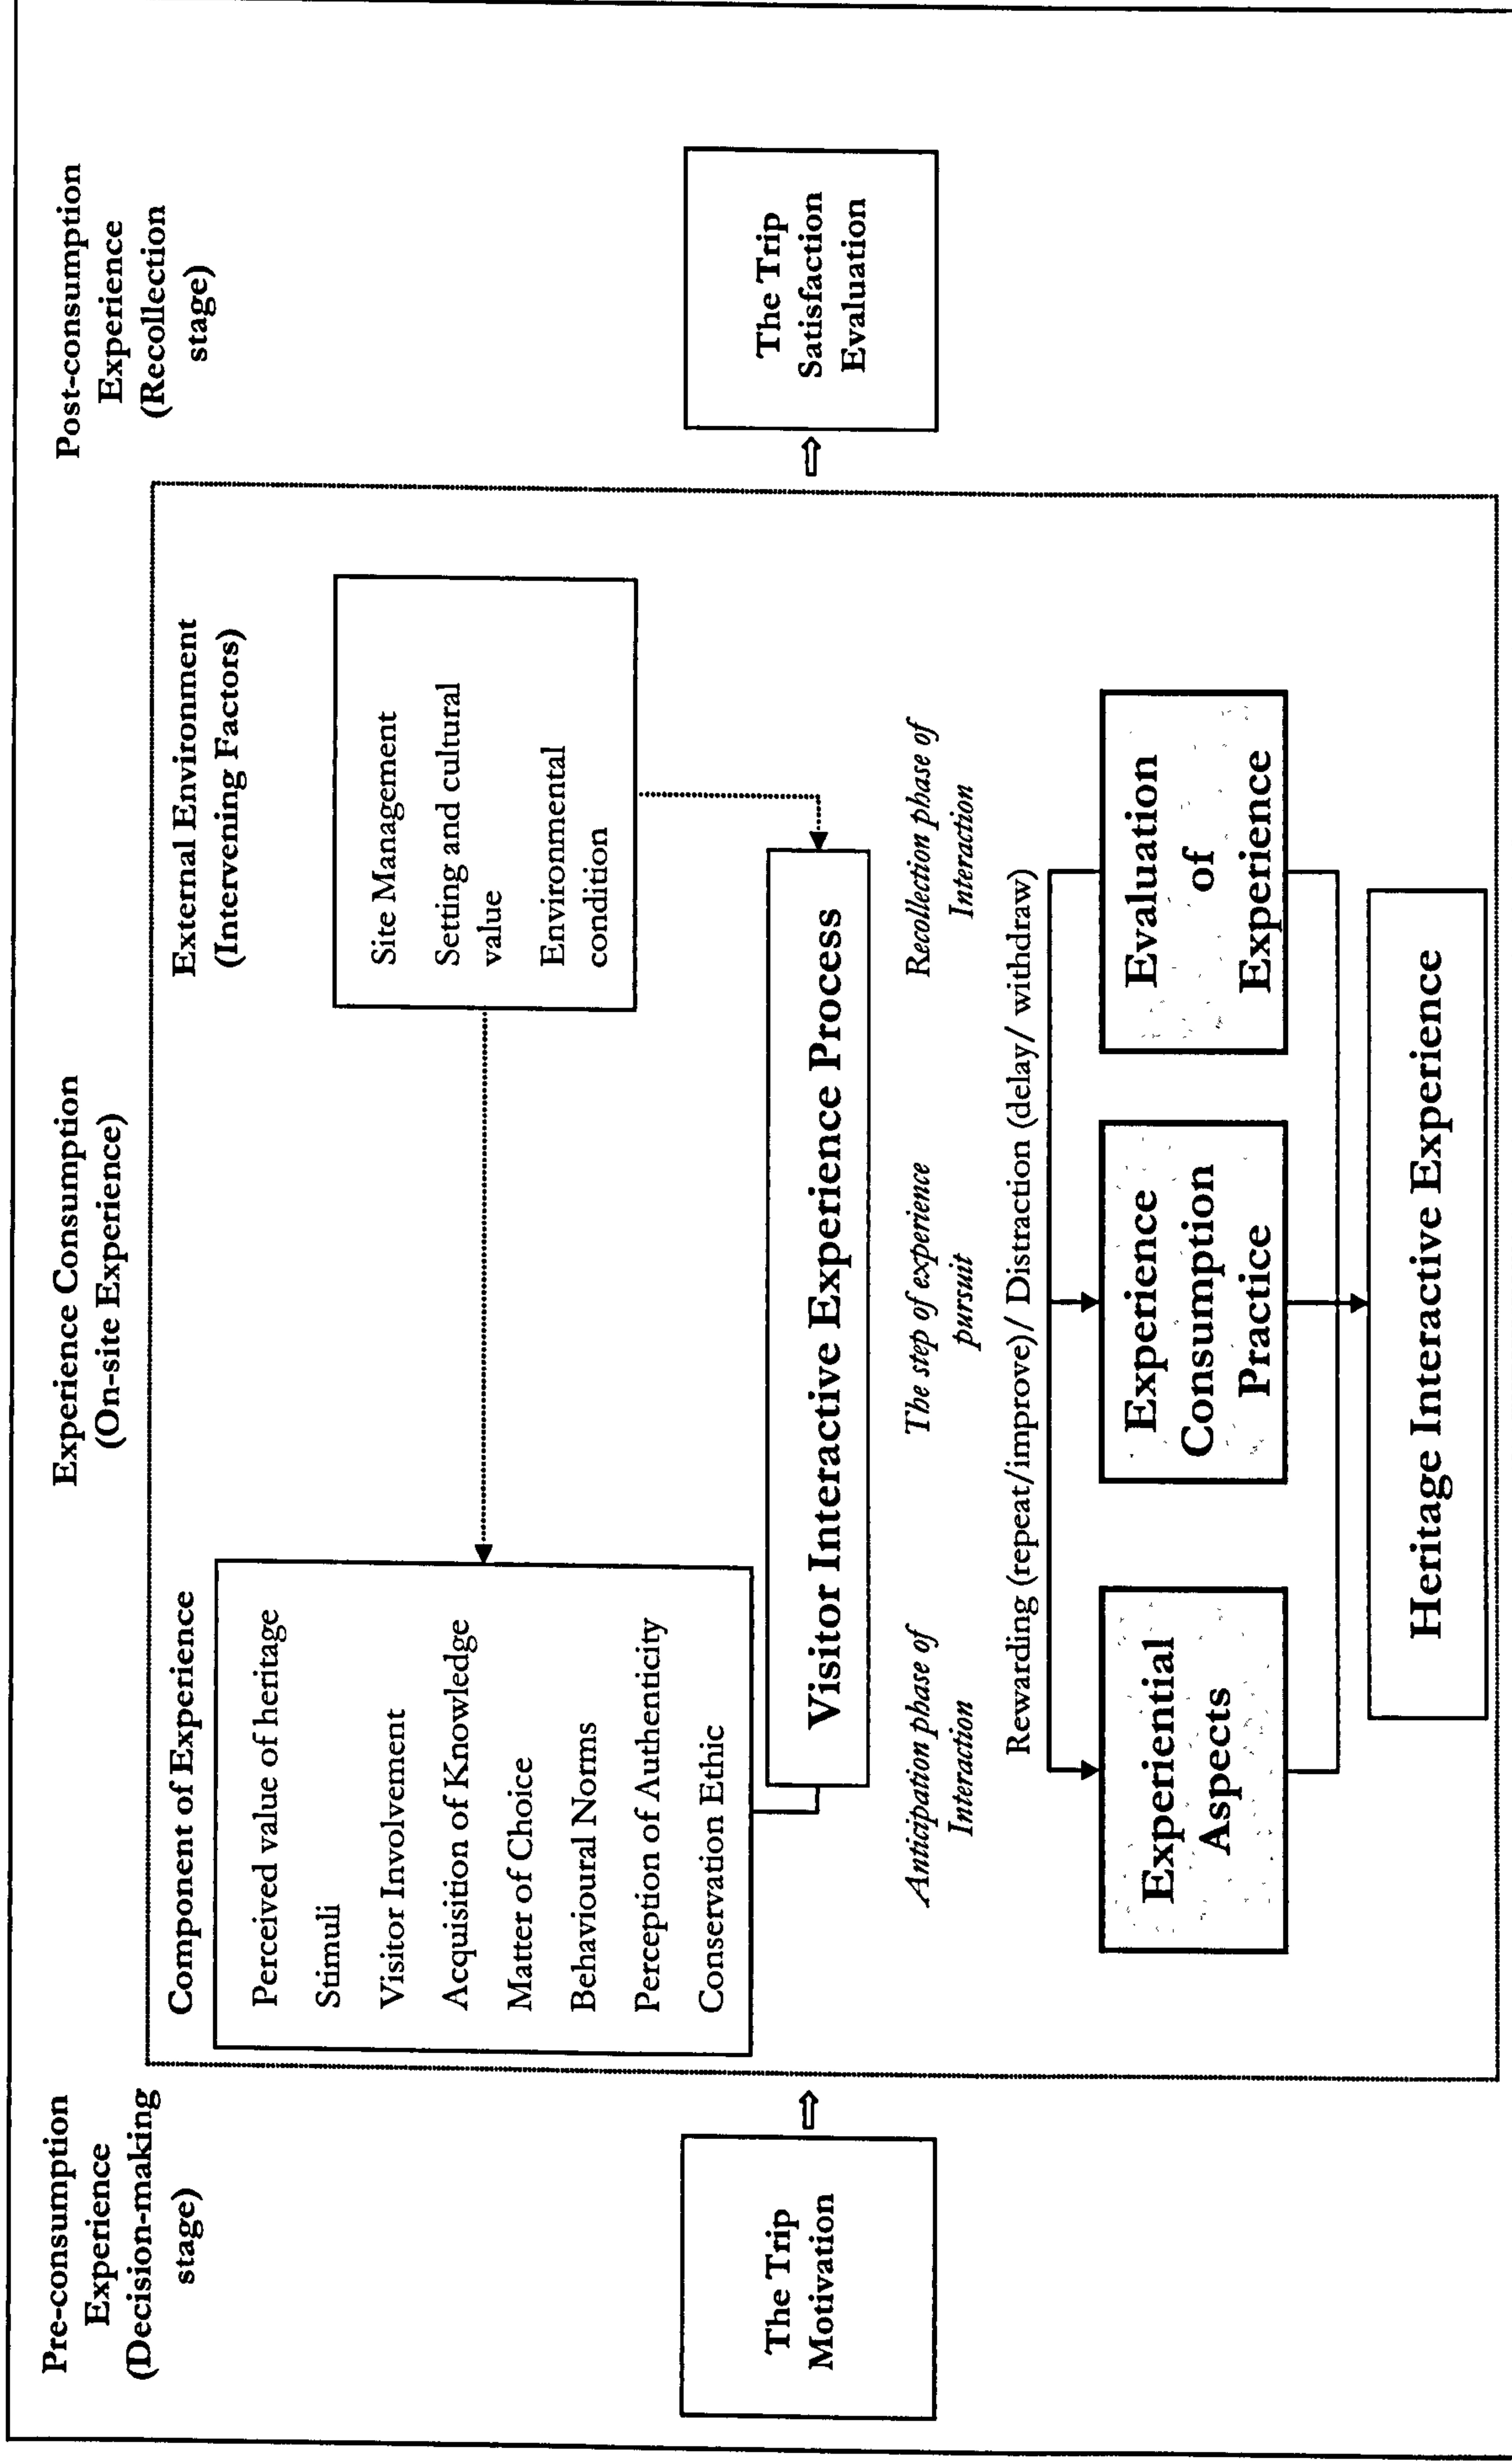 Pre-consumption
Experience
(Decision-making
stage)
Experience Consumption
(On-site Experience)
Post-consumption
Experience
(Recollection
stage)
The Trip
Motivation
Component of Experience
Perceived value of heritage
Stimuli
Visitor Involvement
Acquisition of Knowledge
Matter of Choice
Behavioural Norms
Perception of Authenticity
Conservation Ethic
External Environment
(Intervening Factors)
Site Management
Setting and cultural
value
Environmental
condition
Visitor Interactive Experience Process
Anticipation phase of
Interaction
The step of experience
pursuit
Recollection phase of
Interaction
Rewarding (repeat/improve)/ Distraction (delay/ withdraw)
Experiential
Aspects
Experience
Consumption
Practice
Evaluation
of
Experience
Heritage Interactive Experience
The Trip
Satisfaction
Evaluation